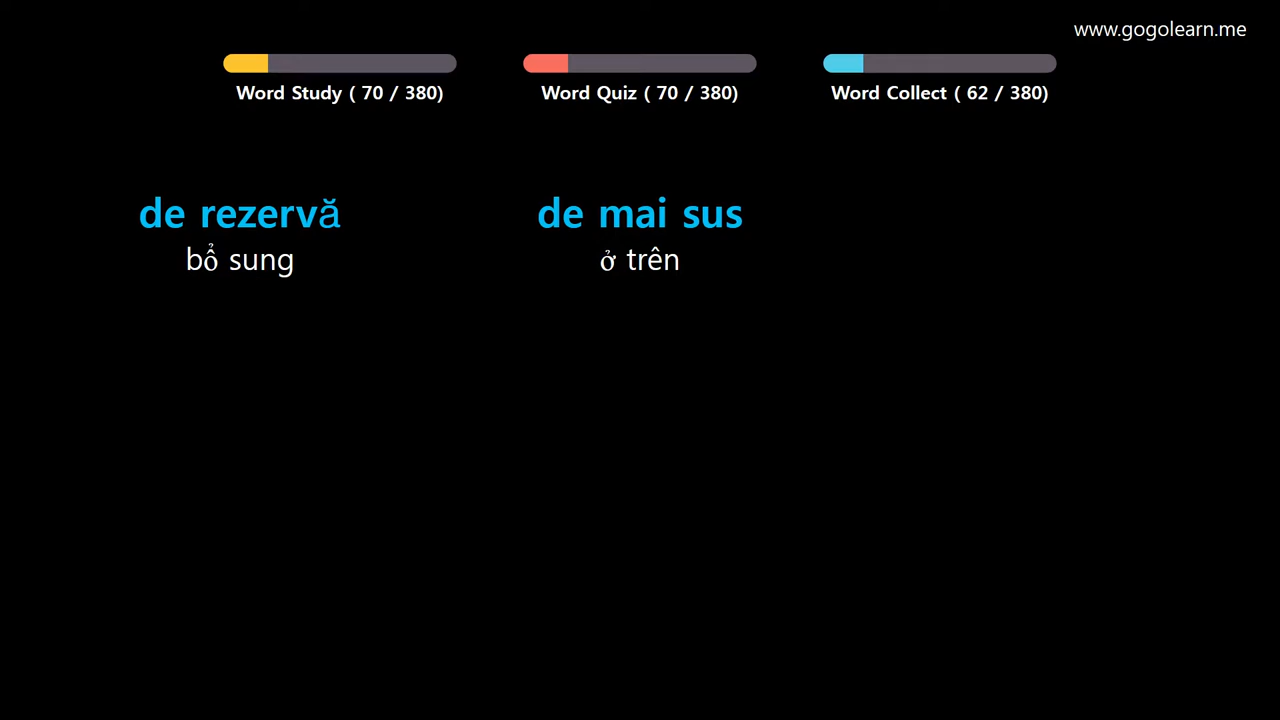 www.gogolearn.me
Word Study ( 70 / 380)
Word Quiz ( 70 / 380)
Word Collect ( 62 / 380)
de rezervă
bổ sung
de mai sus
ở trên